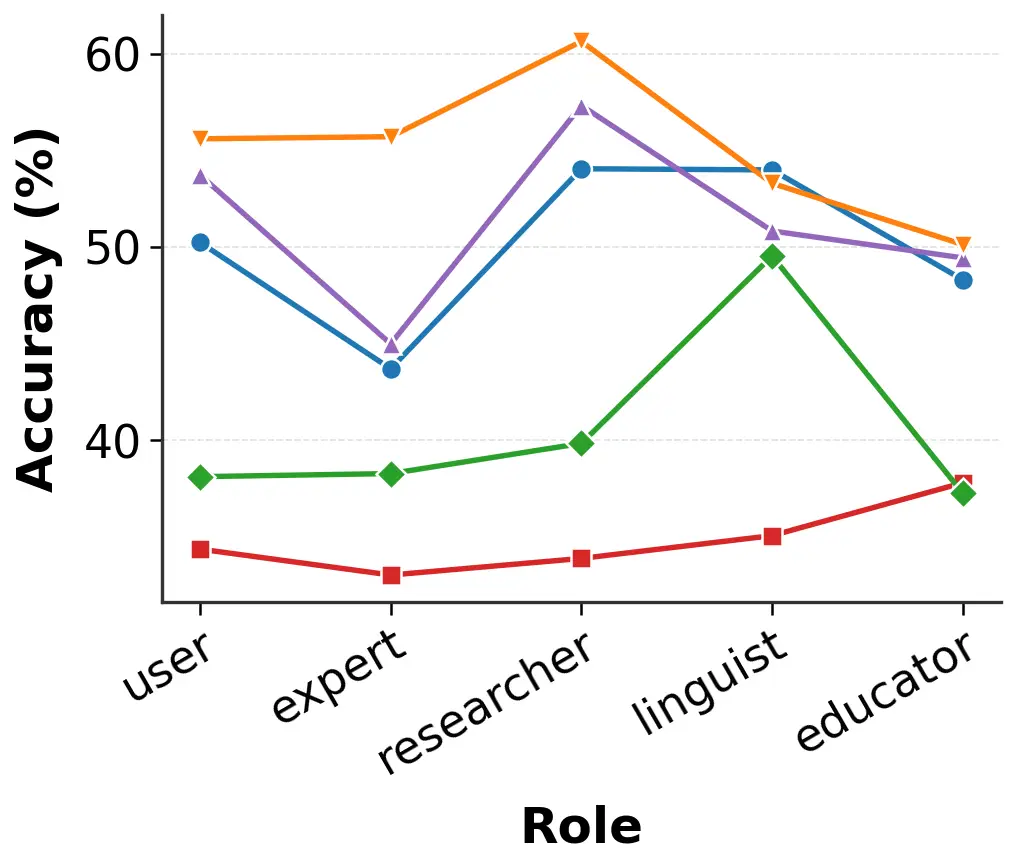 Accuracy (%)
60
50
40
user
expert
researcher
linguist
educator
Role